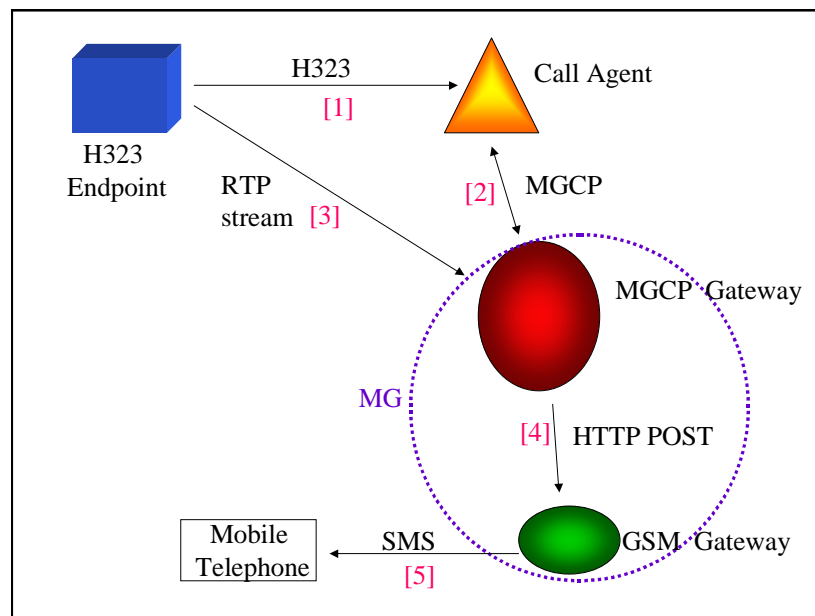 H323
[1]
Call Agent
H323
Endpoint
RTP
stream
[3]
[2]
MGCP
MGCP Gateway
MG
[4]
HTTP POST
Mobile
Telephone
SMS
[5]
GSM Gateway